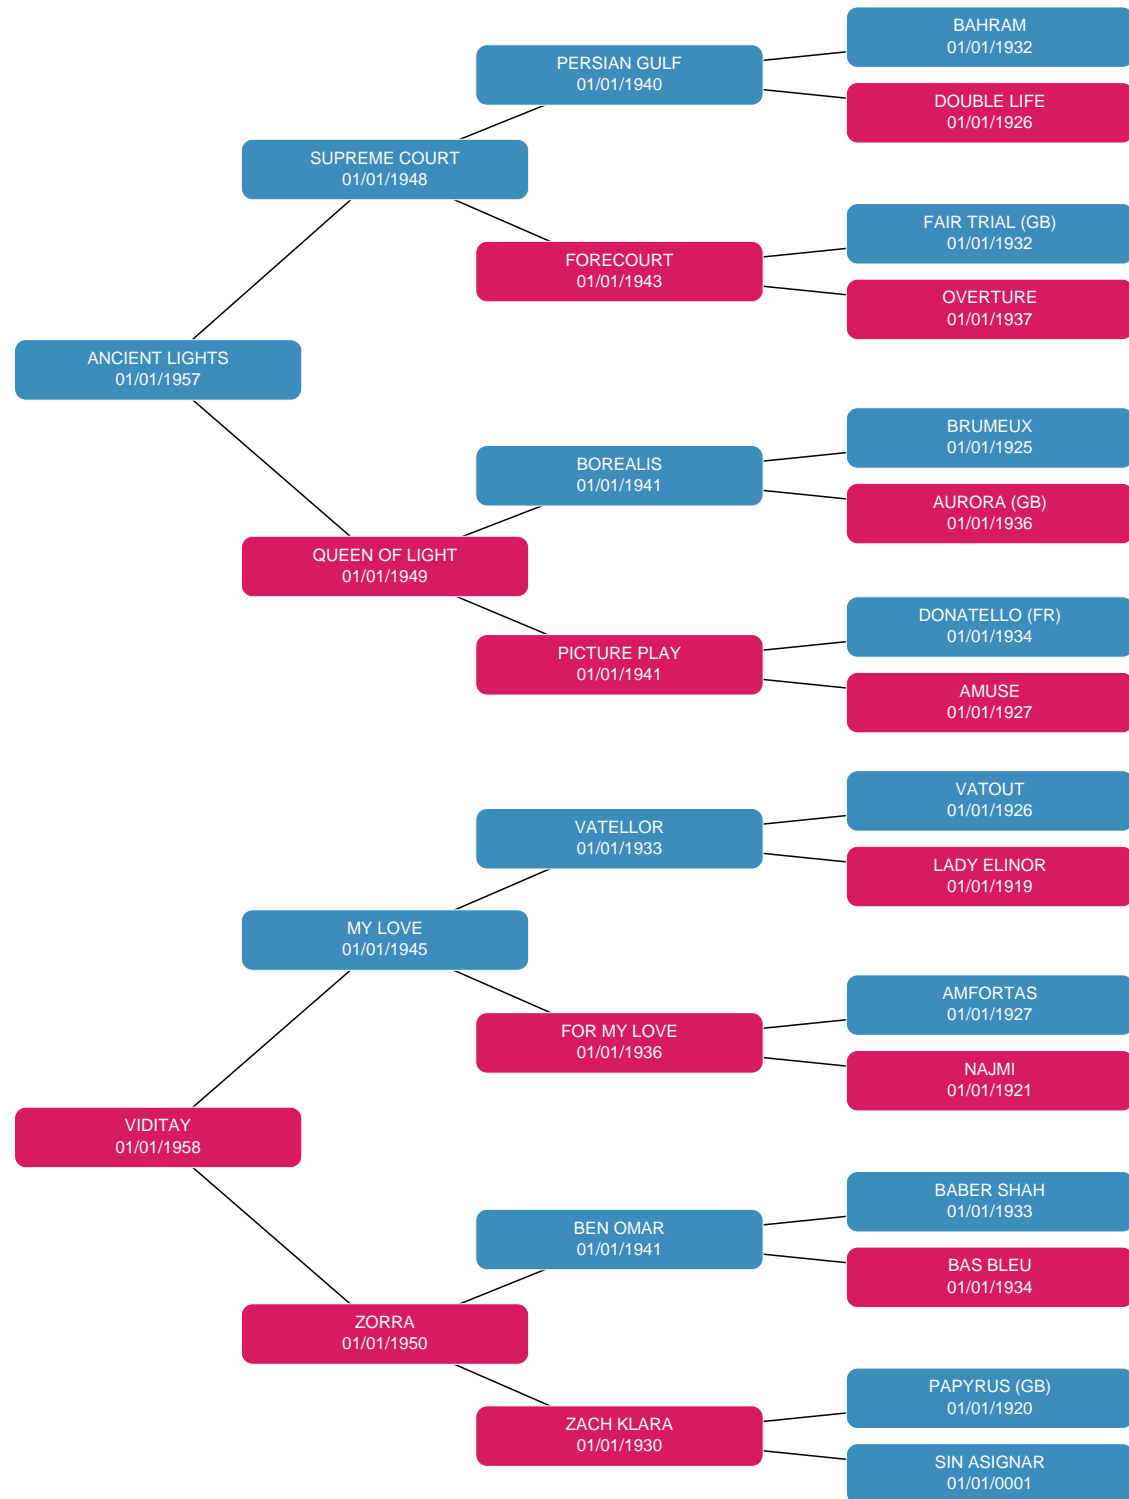 BAHRAM
01/01/1932
PERSIAN GULF
01/01/1940
DOUBLE LIFE
01/01/1926
SUPREME COURT
01/01/1948
FAIR TRIAL (GB)
01/01/1932
FORECOURT
01/01/1943
OVERTURE
01/01/1937
ANCIENT LIGHTS
01/01/1957
BRUMEUX
01/01/1925
BOREALIS
01/01/1941
AURORA (GB)
01/01/1936
QUEEN OF LIGHT
01/01/1949
DONATELLO (FR)
01/01/1934
PICTURE PLAY
01/01/1941
AMUSE
01/01/1927
VATOUT
01/01/1926
VATELLOR
01/01/1933
LADY ELINOR
01/01/1919
MY LOVE
01/01/1945
AMFORTAS
01/01/1927
FOR MY LOVE
01/01/1936
NAJMI
01/01/1921
VIDITAY
01/01/1958
BABER SHAH
01/01/1933
BEN OMAR
01/01/1941
BAS BLEU
01/01/1934
ZORRA
01/01/1950
PAPYRUS (GB)
01/01/1920
ZACH KLARA
01/01/1930
SIN ASIGNAR
01/01/0001